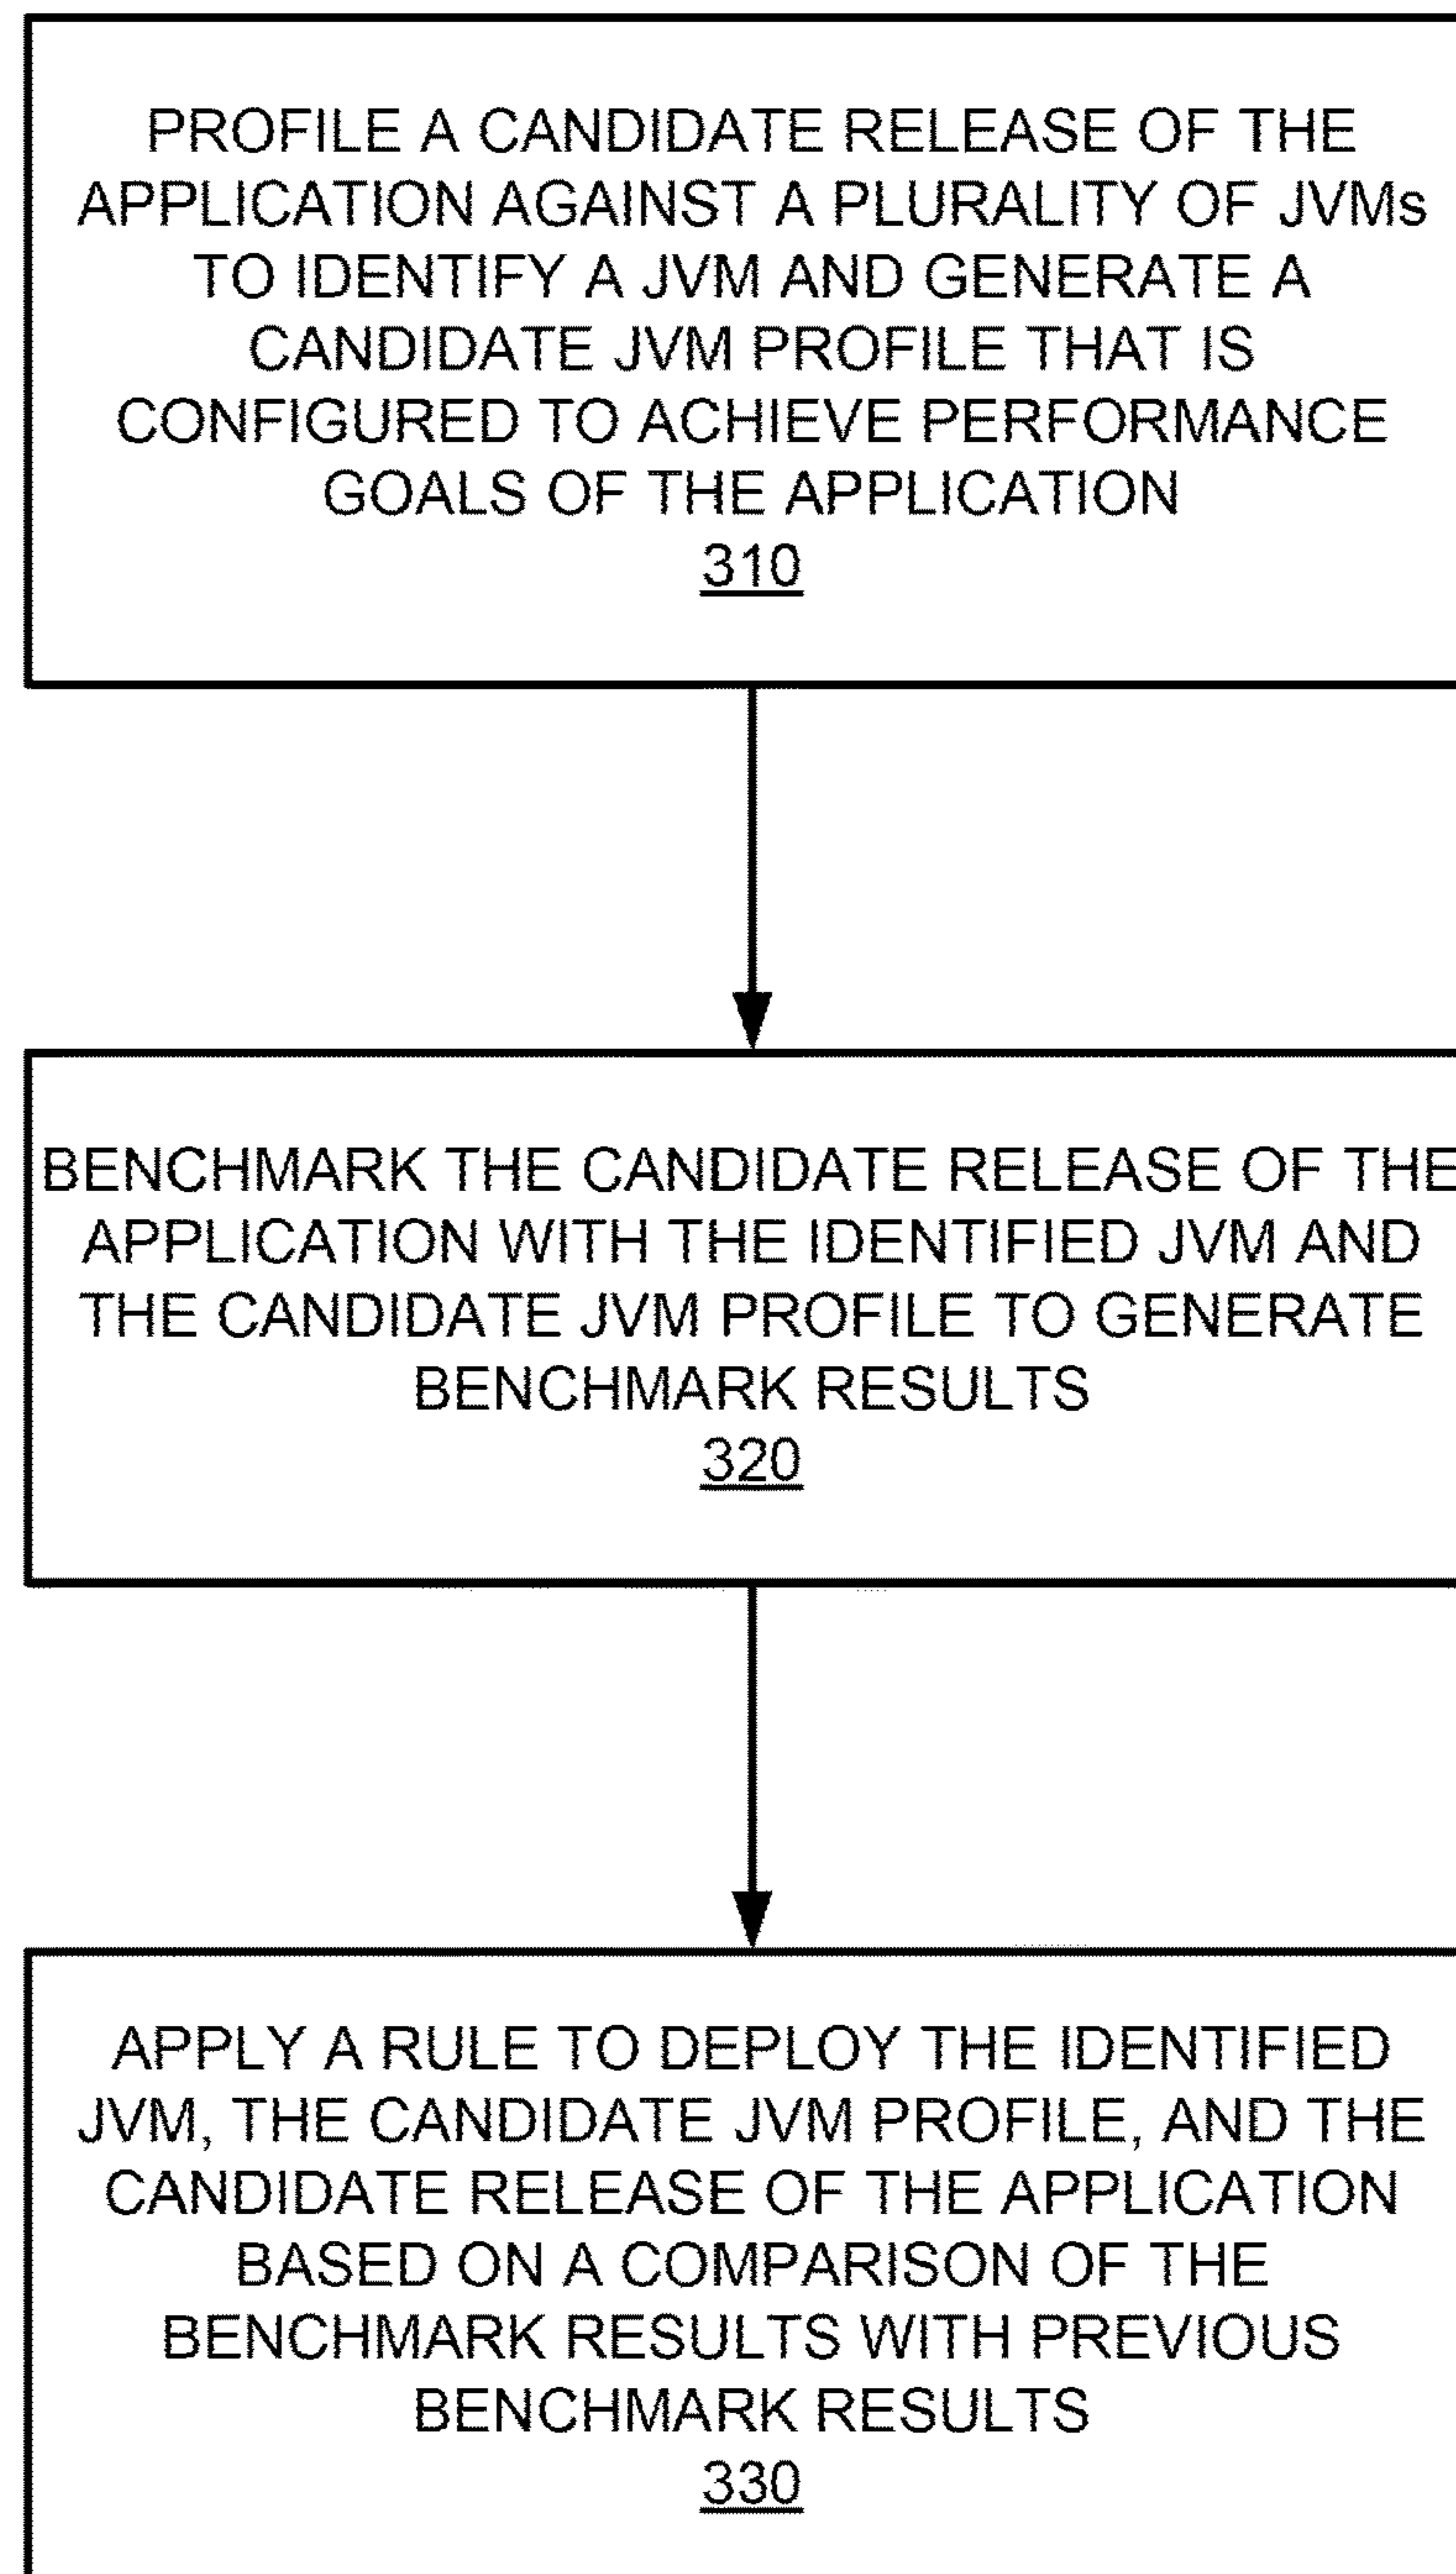 PROFILE A CANDIDATE RELEASE OF THE
APPLICATION AGAINST A PLURALITY OF JVMs
TO IDENTIFY A JVM AND GENERATE A
CANDIDATE JVM PROFILE THAT IS
CONFIGURED TO ACHIEVE PERFORMANCE
GOALS OF THE APPLICATION
310
BENCHMARK THE CANDIDATE RELEASE OF THE
APPLICATION WITH THE IDENTIFIED JVM AND
THE CANDIDATE JVM PROFILE TO GENERATE
BENCHMARK RESULTS
320
APPLY A RULE TO DEPLOY THE IDENTIFIED
JVM, THE CANDIDATE JVM PROFILE, AND THE
CANDIDATE RELEASE OF THE APPLICATION
BASED ON A COMPARISON OF THE
BENCHMARK RESULTS WITH PREVIOUS
BENCHMARK RESULTS
330